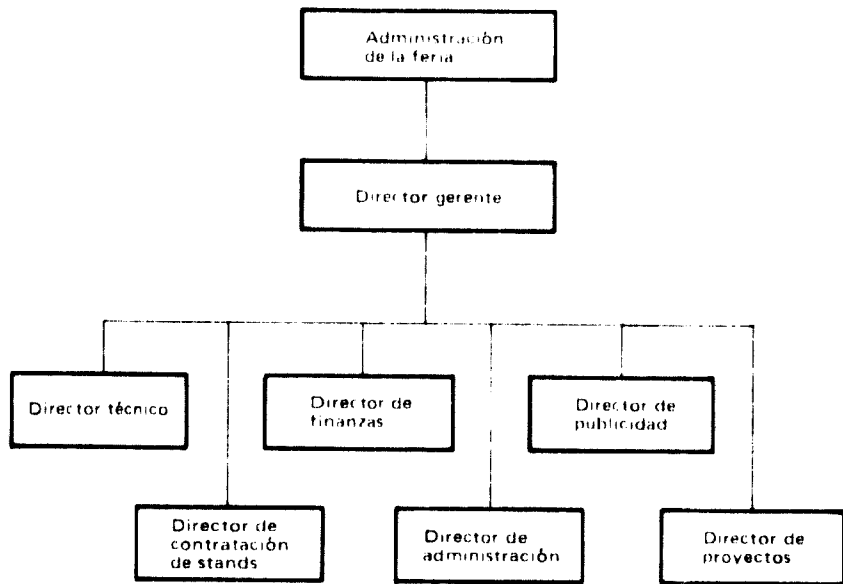 Administración
de la feria
Director gerente
Director técnico
Director de
finanzas
Director de
publicidad
Director de
contratación
de stands
Director de
administración
Director de
proyectos